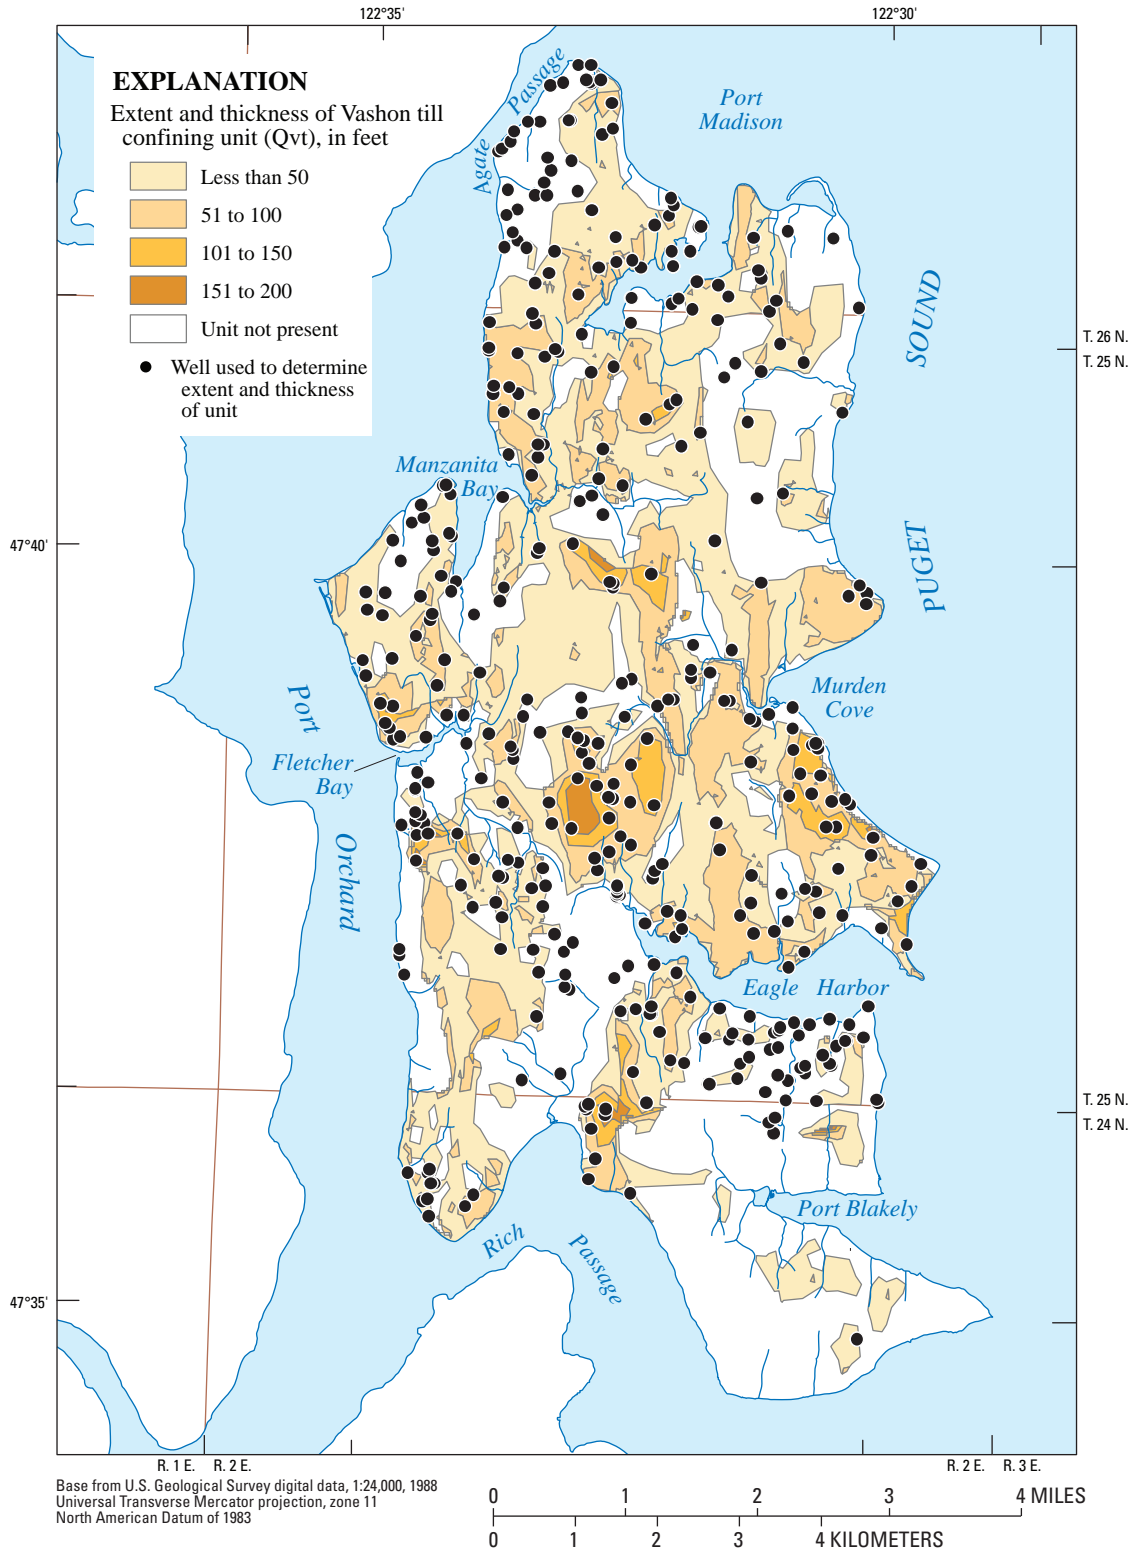 122°35'
122°30'
EXPLANATION
Extent and thickness of Vashon till
confining unit (Qvt), in feet
Less than 50
51 to 100
101 to 150
151 to 200
Unit not present
Well used to determine
extent and thickness
of unit
Agate
Passage
Port
Madison
SOUND
PUGET
T. 26 N.
T. 25 N.
Manzanita
Bay
47°40'
Port
Orchard
Murden
Cove
Fletcher
Bay
Eagle Harbor
T. 25 N.
T. 24 N.
Port Blakely
Rich
Passage
47°35'
R. 1 E.
R. 2 E.
R. 2 E.
R. 3 E.
Base from U.S. Geological Survey digital data, 1:24,000, 1988
Universal Transverse Mercator projection, zone 11
North American Datum of 1983
0 1 2 3 4 MILES
0 1 2 3 4 KILOMETERS